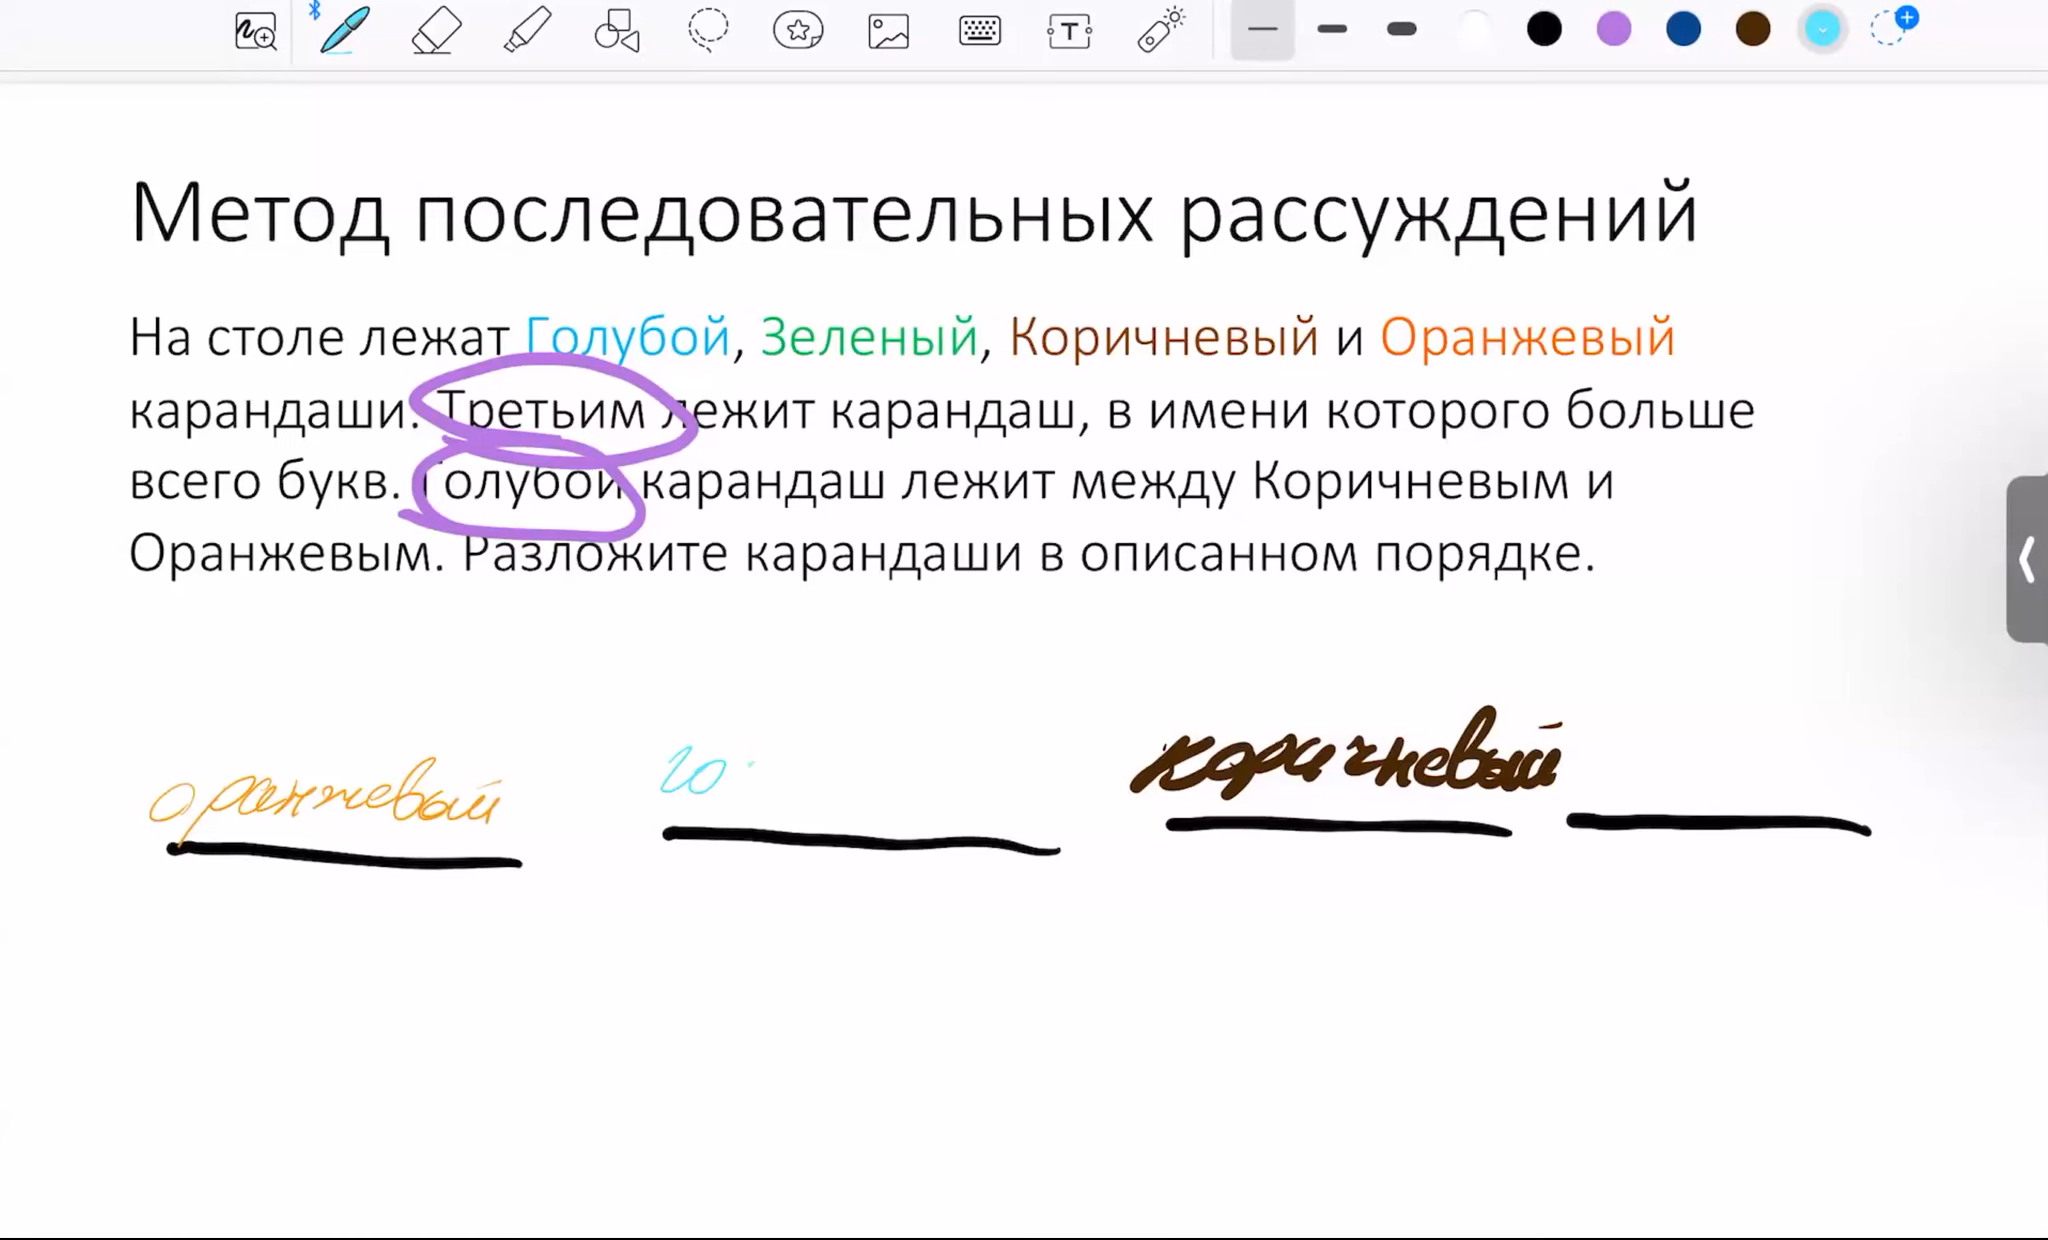 Метод последовательных рассуждений
На столе лежат Голубой, Зеленый, Коричневый и Оранжевый
карандаши. Третьим лежит карандаш, в имени которого больше
всего букв. Голубой карандаш лежит между Коричневым и
Оранжевым. Разложите карандаши в описанном порядке.
оранжевый го коричневый